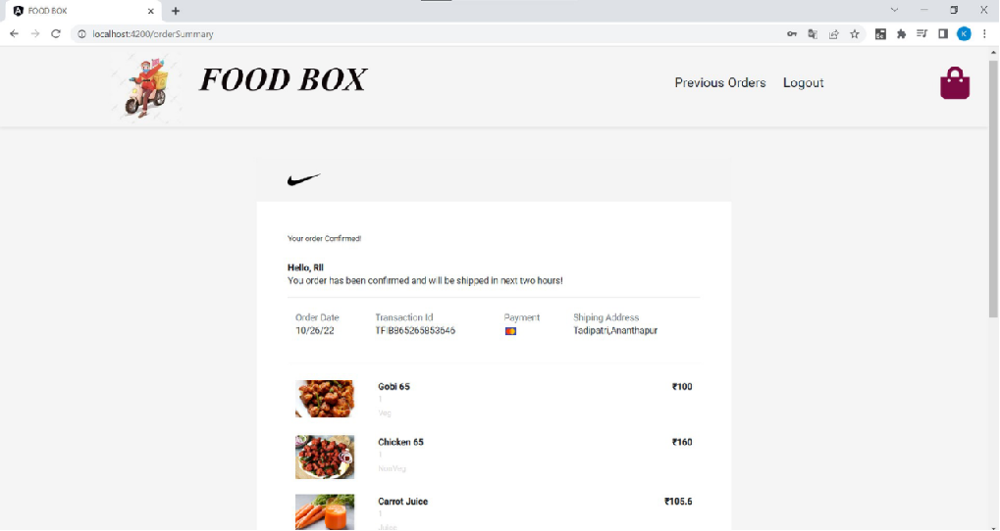 FOOD BOX
localhost:4200/orderSummary
K
FOOD BOX
Previous Orders Logout
Your order Confirmed!
Hello, Rll
You order has been confirmed and will be shipped in next two hours!
Order Date Transaction Id Payment Shiping Address
10/26/22 TFIB865265853646 Tadipatri,Ananthapur
Gobi 65 ₹100
1
Veg
Chicken 65 ₹160
1
NonVeg
Carrot Juice ₹105.6
1
Juice